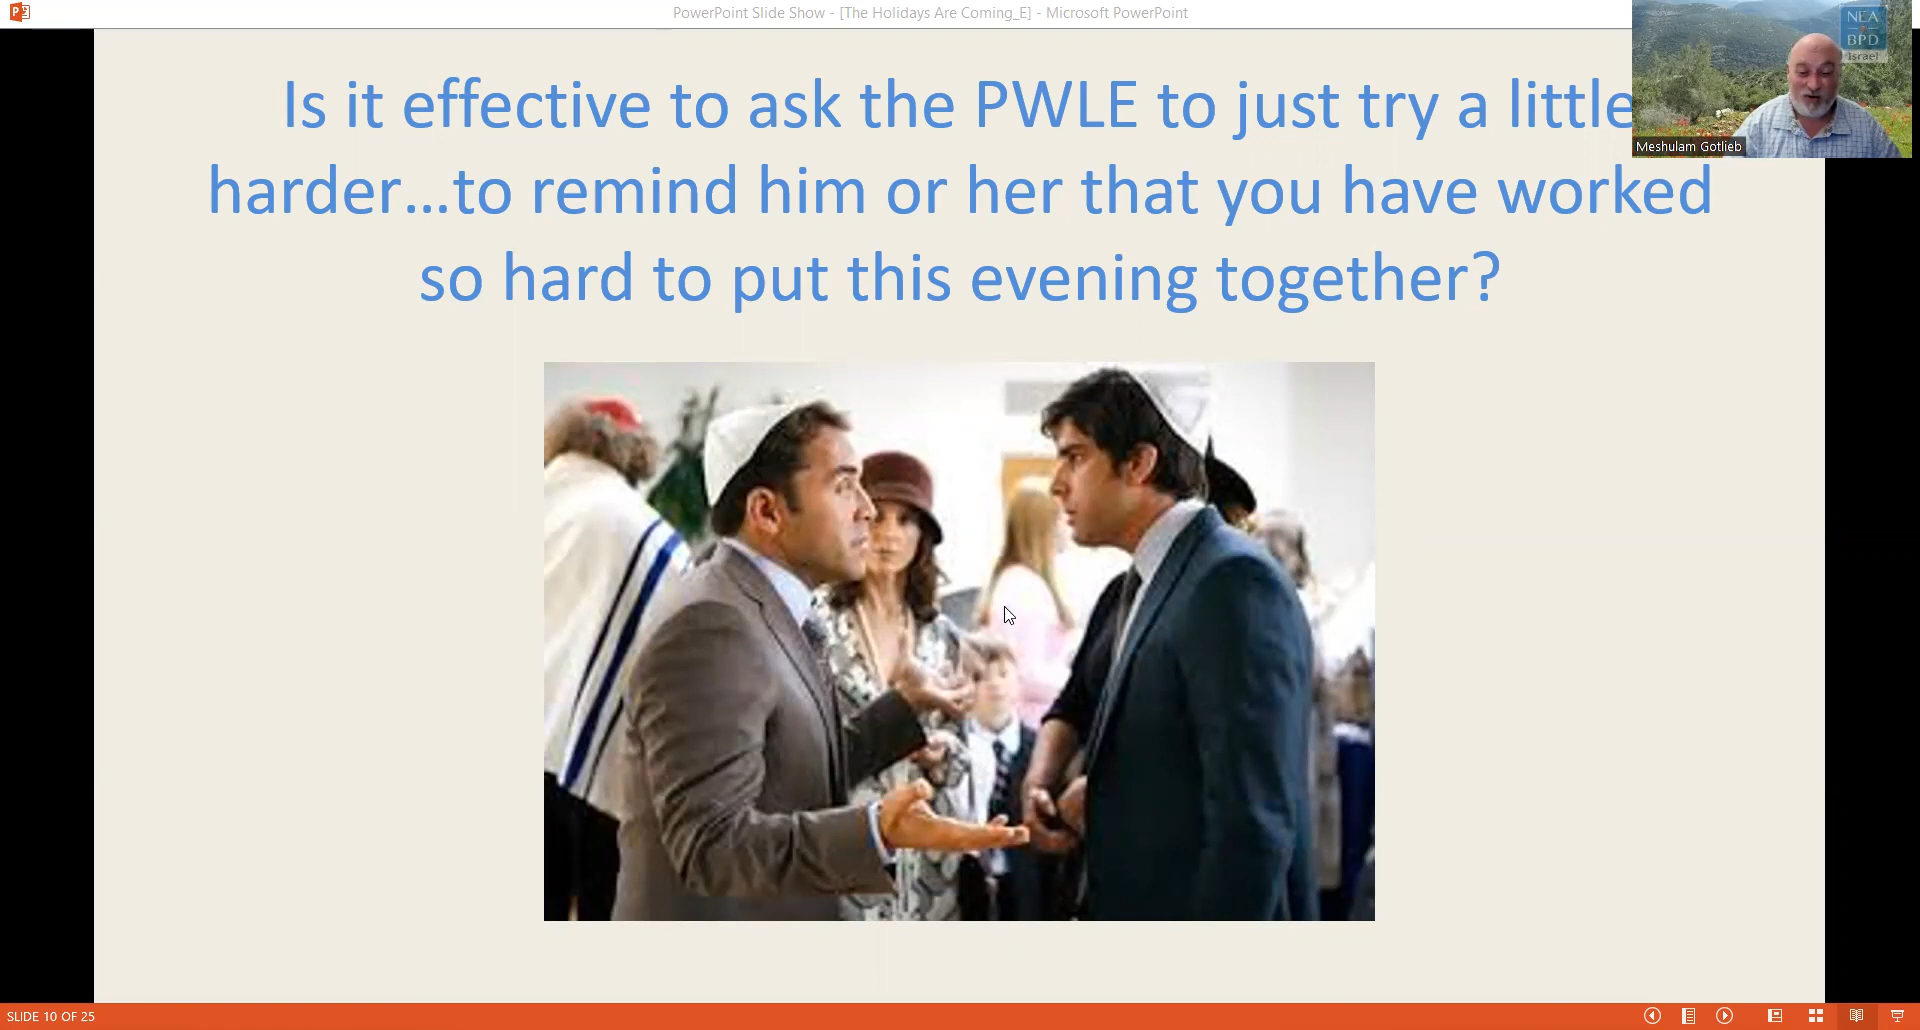 PowerPoint Slide Show - [The Holidays Are Coming_E] - Microsoft PowerPoint
NEA
BPD
Israel
Meshulam Gotlieb
Is it effective to ask the PWLE to just try a little
harder...to remind him or her that you have worked
so hard to put this evening together?
SLIDE 10 OF 25